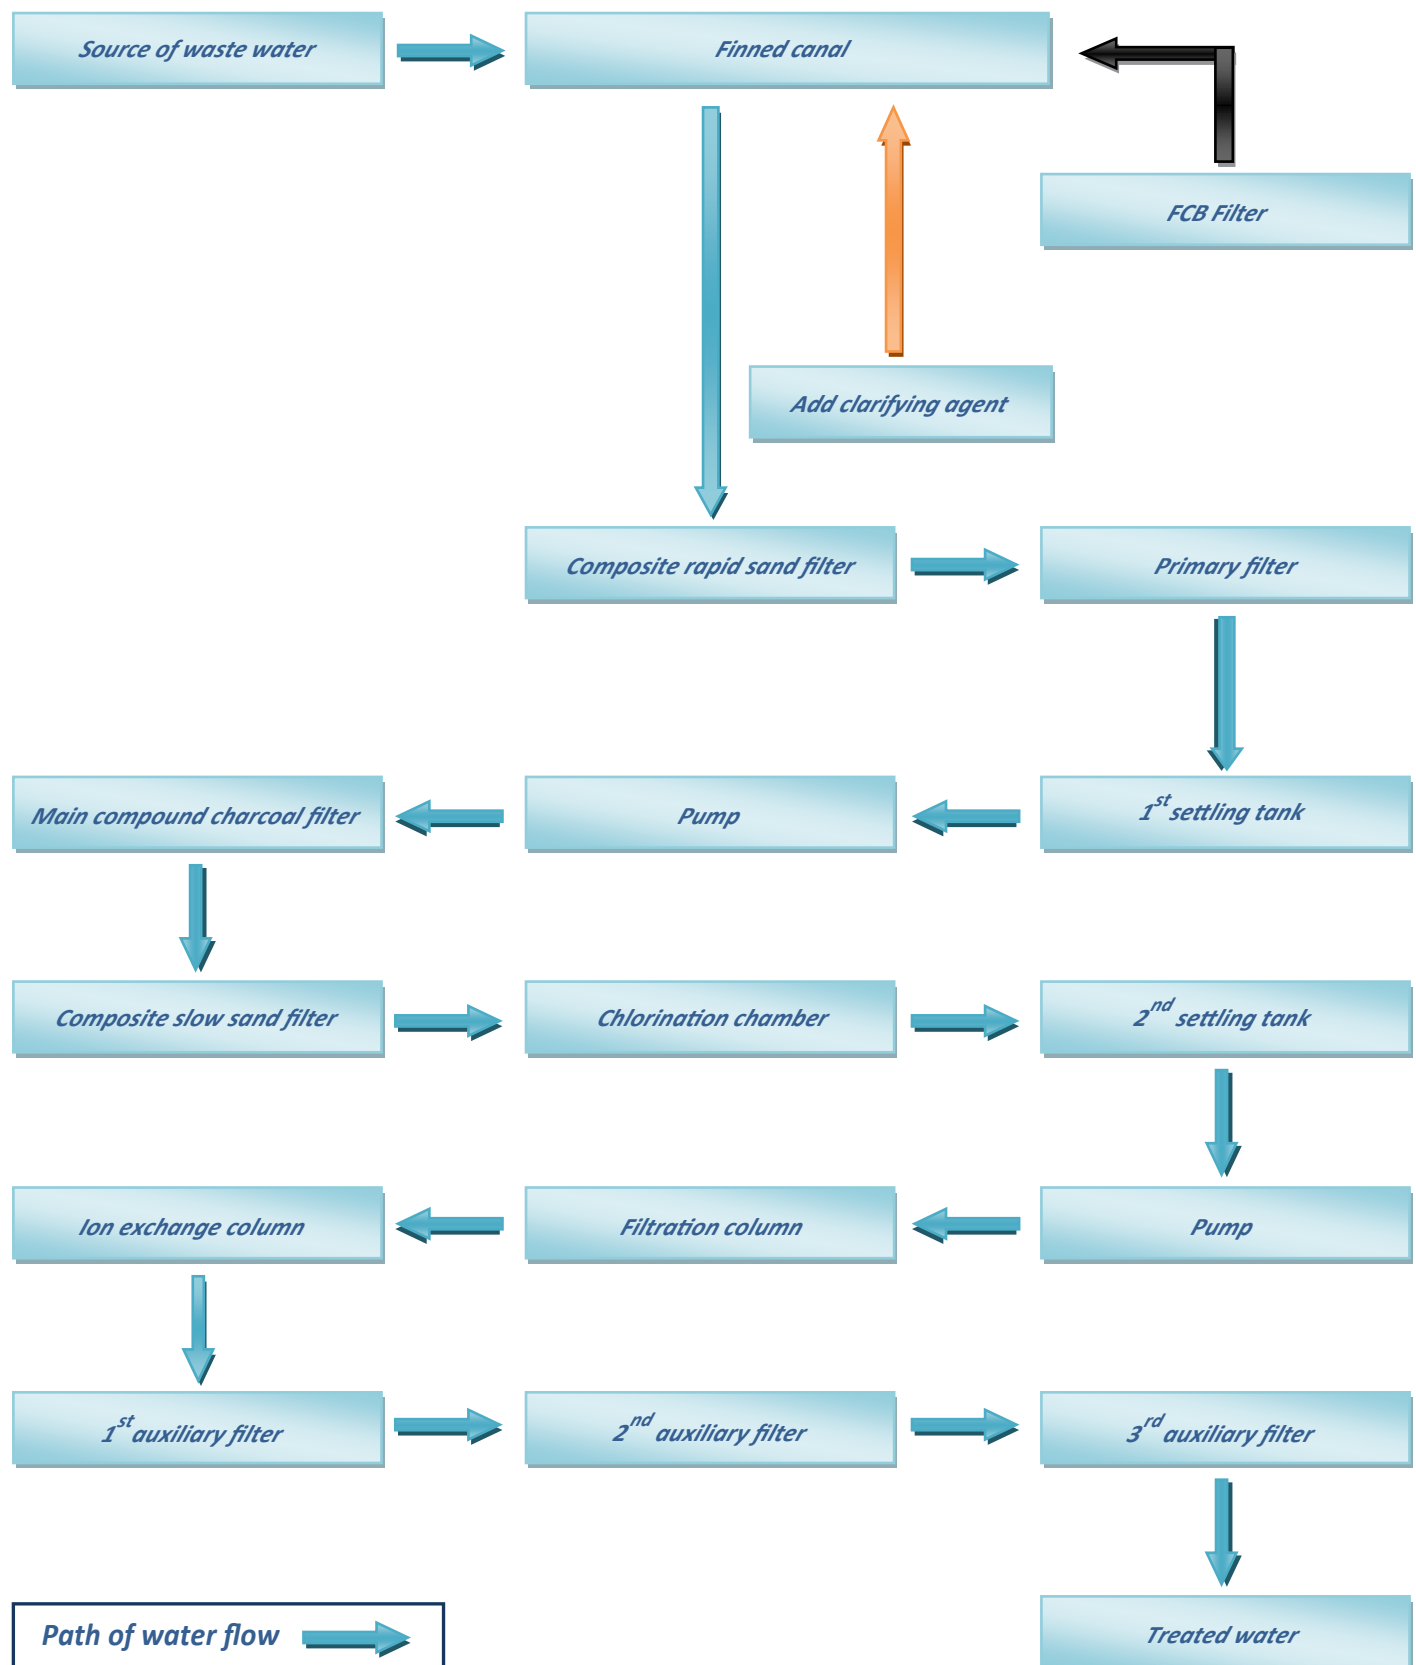 Source of waste water
Finned canal
FCB Filter
Add clarifying agent
Composite rapid sand filter
Primary filter
Main compound charcoal filter
Pump
1st settling tank
Composite slow sand filter
Chlorination chamber
2nd settling tank
Ion exchange column
Filtration column
Pump
1st auxiliary filter
2nd auxiliary filter
3rd auxiliary filter
Path of water flow
Treated water